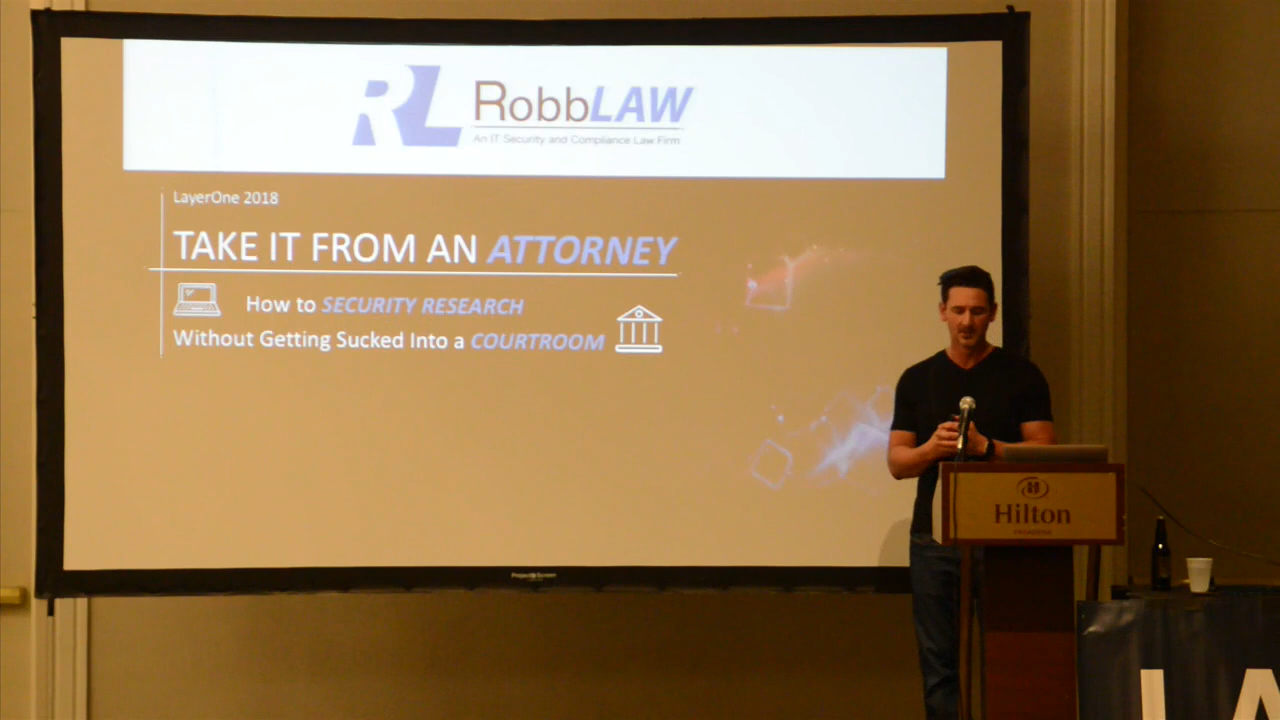 RL RobbLAW
An IT Security and Compliance Law Firm
LayerOne 2018
TAKE IT FROM AN ATTORNEY
How to SECURITY RESEARCH
Without Getting Sucked Into a COURTROOM
Hilton
LA